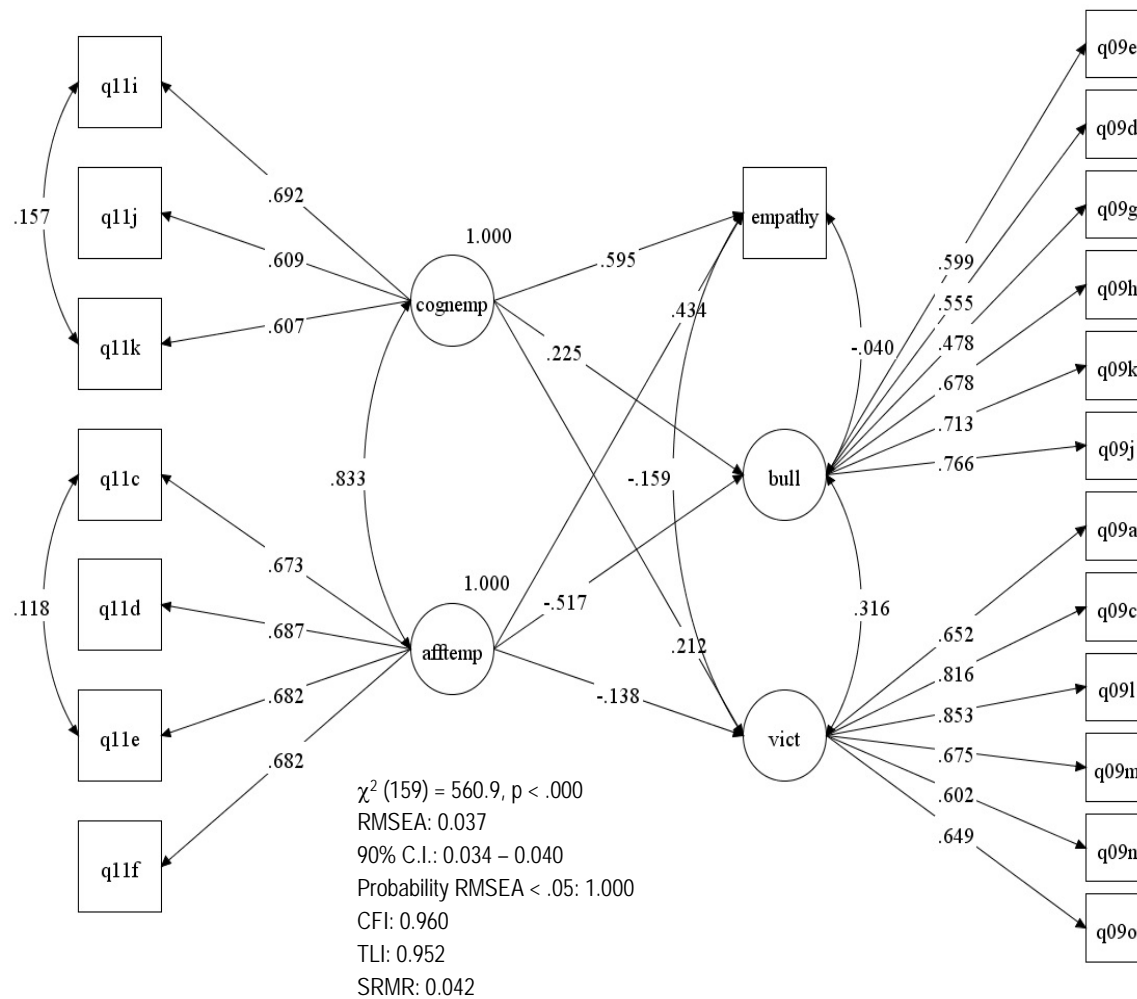 q11i
q11j
q11k
q11c
q11d
q11e
q11f
.157
.118
.692
.609
.607
.673
.687
.682
.682
1.000
cognemp
.833
1.000
afftemp
.595
.434
.225
-.159
-.517
.212
-.138
empathy
bull
vict
-.040
.316
.599
.555
.478
.678
.713
.766
.652
.816
.853
.675
.602
.649
q09e
q09d
q09g
q09h
q09k
q09j
q09a
q09c
q09l
q09m
q09n
q09o
χ² (159) = 560.9, p < .000
RMSEA: 0.037
90% C.I.: 0.034 – 0.040
Probability RMSEA < .05: 1.000
CFI: 0.960
TLI: 0.952
SRMR: 0.042